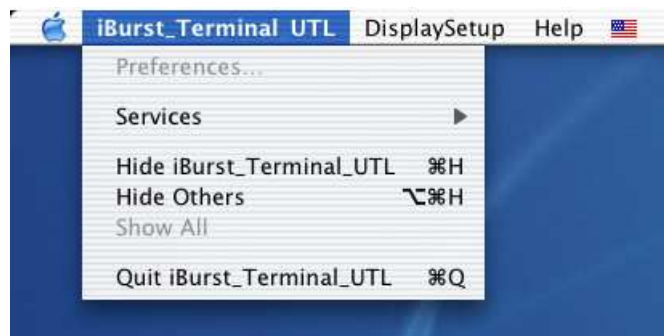 iBurst_Terminal UTL DisplaySetup Help
Preferences...
Services
Hide iBurst_Terminal_UTL ⌘H
Hide Others ⌥⌘H
Show All
Quit iBurst_Terminal_UTL ⌘Q